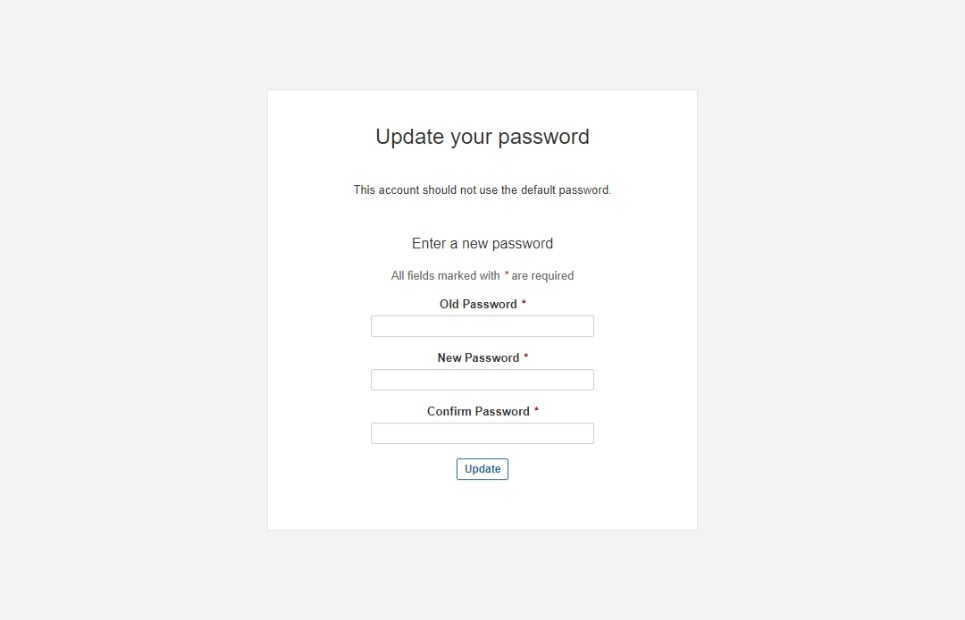 Update your password
This account should not use the default password.
Enter a new password
All fields marked with * are required
Old Password *
New Password *
Confirm Password *
Update